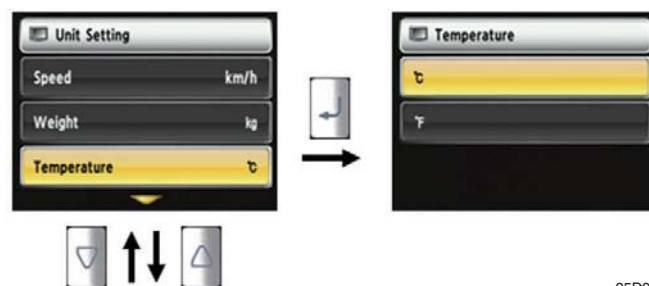 Unit Setting
Speed km/h
Weight kg
Temperature ℃
Temperature
℃
℉